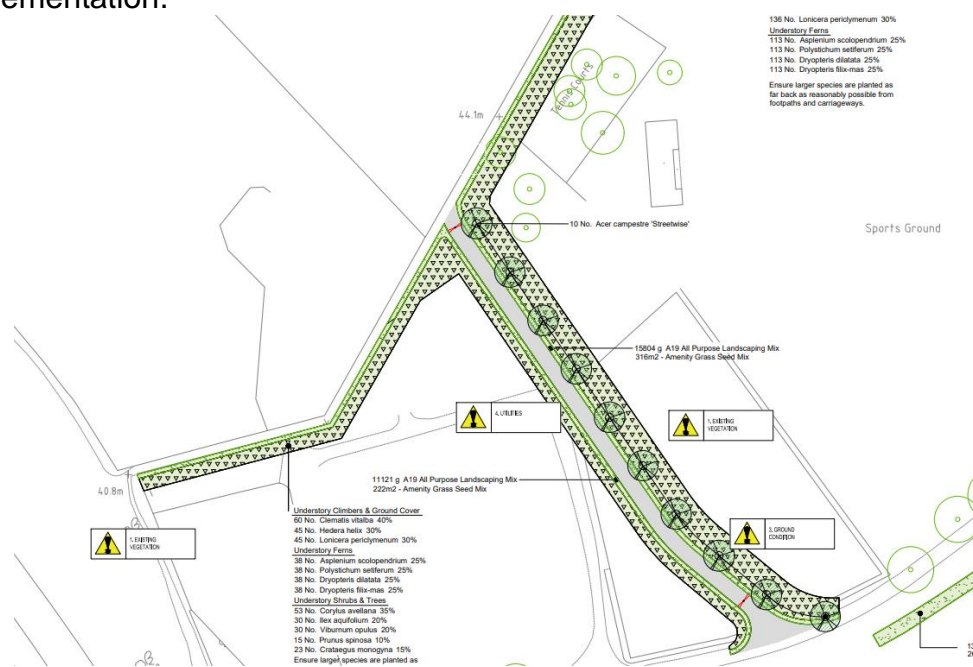 ementation.
136 No. Lonicera periclymenum 30%
Understory Ferns
113 No. Asplenium scolopendrium 25%
113 No. Polystichum setiferum 25%
113 No. Dryopteris dilatata 25%
113 No. Dryopteris filix-mas 25%
Ensure larger species are planted as
far back as reasonably possible from
footpaths and carriageways.
Tennis Courts
44.1m
10 No. Acer campestre 'Streetwise'
Sports Ground
15804 g A19 All Purpose Landscaping Mix
316m2 - Amenity Grass Seed Mix
4. UTILITIES
1. EXISTING
VEGETATION
11121 g A19 All Purpose Landscaping Mix
222m2 - Amenity Grass Seed Mix
40.8m
1. EXISTING
VEGETATION
3. GROUND
CONDITION
Understory Climbers & Ground Cover
60 No. Clematis vitalba 40%
45 No. Hedera helix 30%
45 No. Lonicera periclymenum 30%
Understory Ferns
38 No. Asplenium scolopendrium 25%
38 No. Polystichum setiferum 25%
38 No. Dryopteris dilatata 25%
38 No. Dryopteris filix-mas 25%
Understory Shrubs & Trees
53 No. Corylus avellana 35%
30 No. Ilex aquifolium 20%
30 No. Viburnum opulus 20%
15 No. Prunus spinosa 10%
23 No. Crataegus monogyna 15%
Ensure larger species are planted as